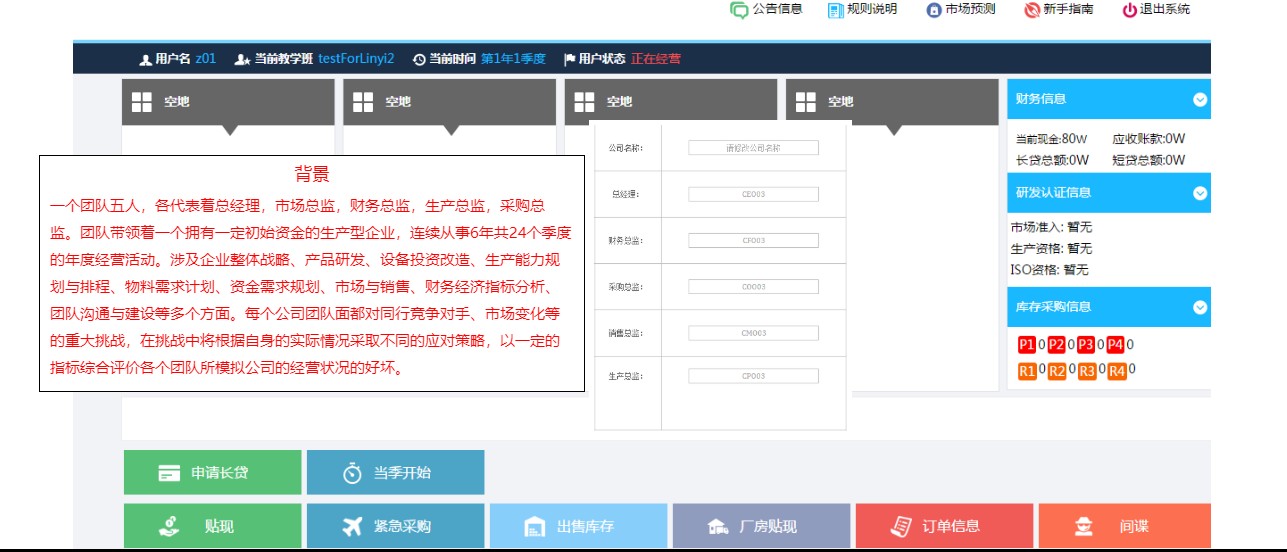 公告信息 规则说明 市场预测 新手指南 退出系统
用户名 z01 当前教学班 testForLinyi2 当前时间 第1年1季度 用户状态 正在经营
空地 空地 空地 空地
财务信息
当前现金:80W 应收账款:0W
长贷总额:0W 短贷总额:0W
研发认证信息
市场准入: 暂无
生产资格: 暂无
ISO资格: 暂无
库存采购信息
P1 0 P2 0 P3 0 P4 0
R1 0 R2 0 R3 0 R4 0
背景
一个团队五人，各代表着总经理，市场总监，财务总监，生产总监，采购总
监。团队带领着一个拥有一定初始资金的生产型企业，连续从事6年共24个季度
的年度经营活动。涉及企业整体战略、产品研发、设备投资改造、生产能力规
划与排程、物料需求计划、资金需求规划、市场与销售、财务经济指标分析、
团队沟通与建设等多个方面。每个公司团队面都对同行竞争对手、市场变化等
的重大挑战，在挑战中将根据自身的实际情况采取不同的应对策略，以一定的
指标综合评价各个团队所模拟公司的经营状况的好坏。
公司名称: 请修改公司名称
总经理: CEO03
财务总监: CFO03
采购总监: COO03
销售总监: CMO03
生产总监: CPO03
申请长贷 当季开始
贴现 紧急采购 出售库存 厂房贴现 订单信息 间谍